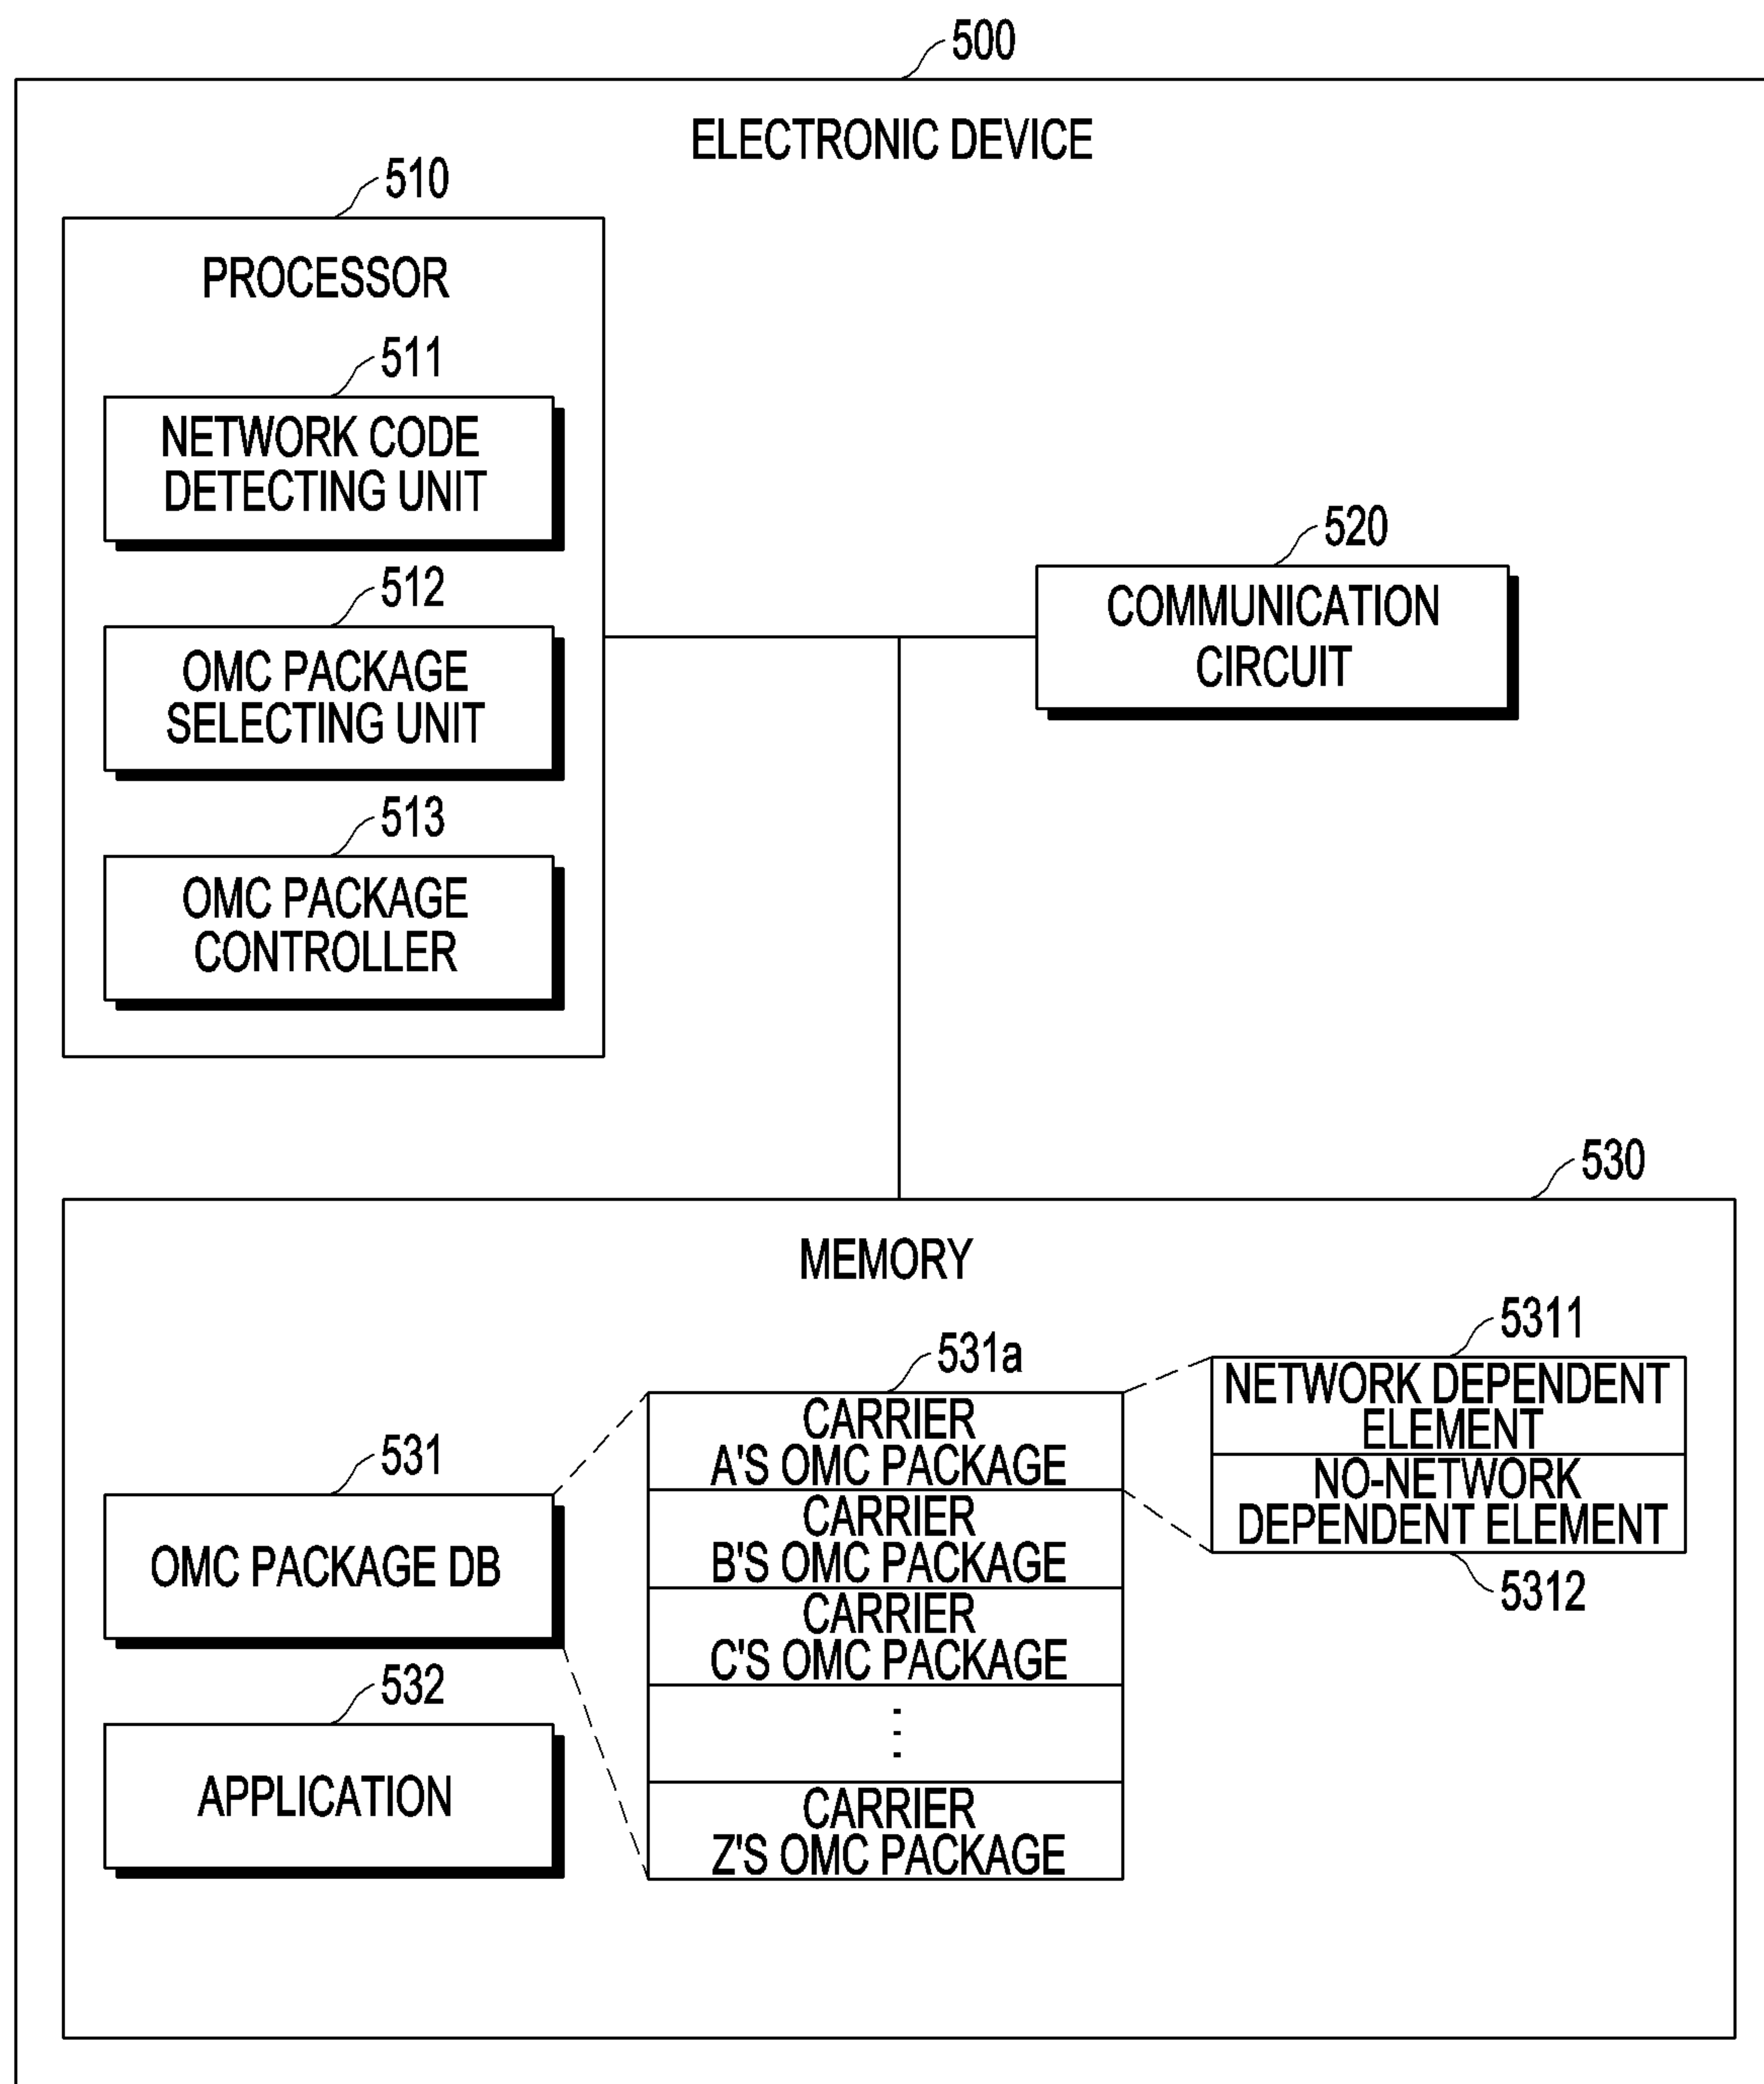 500
ELECTRONIC DEVICE
510
PROCESSOR
511
NETWORK CODE
DETECTING UNIT
512
OMC PACKAGE
SELECTING UNIT
513
OMC PACKAGE
CONTROLLER
520
COMMUNICATION
CIRCUIT
530
MEMORY
531
OMC PACKAGE DB
532
APPLICATION
531a
CARRIER
A'S OMC PACKAGE
CARRIER
B'S OMC PACKAGE
CARRIER
C'S OMC PACKAGE
⋮
CARRIER
Z'S OMC PACKAGE
5311
NETWORK DEPENDENT
ELEMENT
NO-NETWORK
DEPENDENT ELEMENT
5312